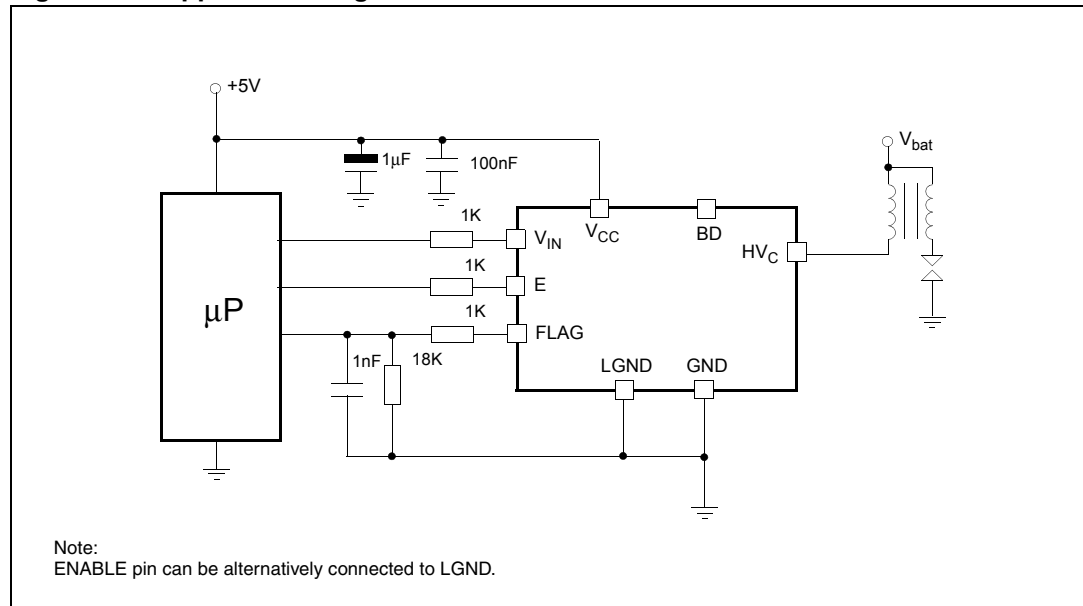 +5V
1μF
100nF
V_bat
1K
V_IN
V_CC
BD
HV_C
1K
E
μP
1K
FLAG
1nF
18K
LGND
GND
Note:
ENABLE pin can be alternatively connected to LGND.